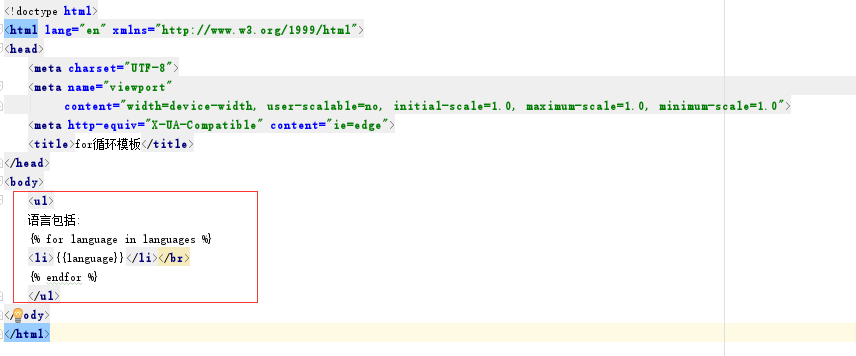 <!doctype html>
<html lang="en" xmlns="http://www.w3.org/1999/html">
<head>
    <meta charset="UTF-8">
    <meta name="viewport"
          content="width=device-width, user-scalable=no, initial-scale=1.0, maximum-scale=1.0, minimum-scale=1.0">
    <meta http-equiv="X-UA-Compatible" content="ie=edge">
    <title>for循环模板</title>
</head>
<body>
    <ul>
    语言包括:
    {% for language in languages %}
    <li>{{language}}</li></br>
    {% endfor %}
    </ul>
</ody>
</html>